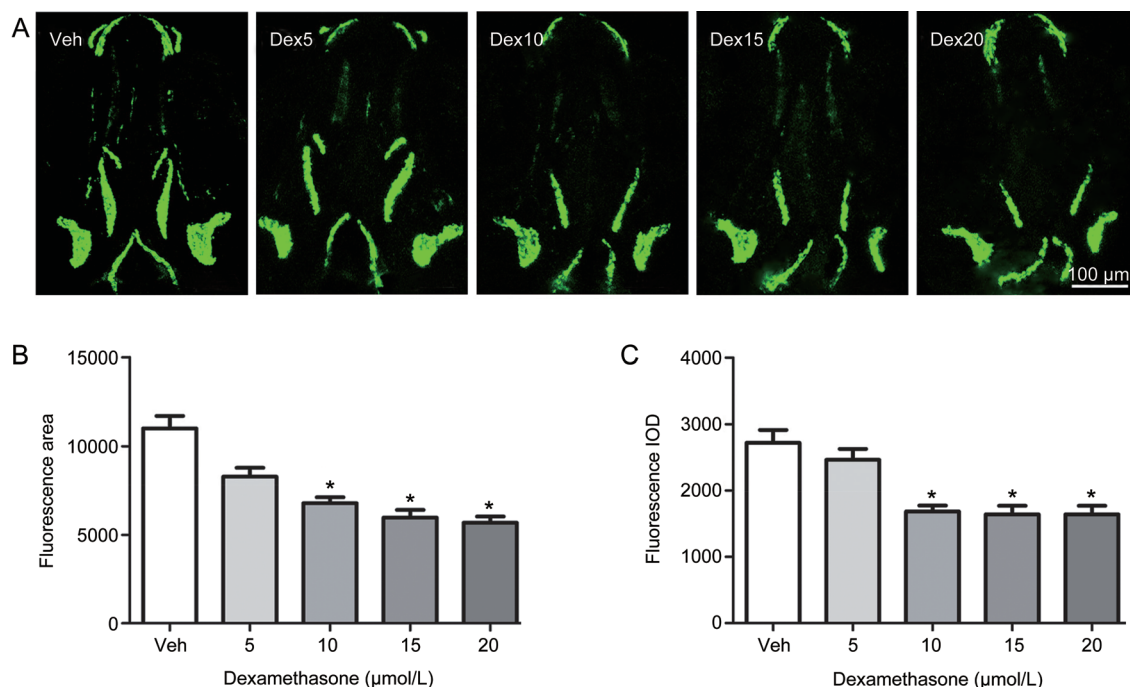 A
Veh
Dex5
Dex10
Dex15
Dex20
100 µm
B
15000
10000
5000
0
Fluorescence area
*
*
*
Veh 5 10 15 20
Dexamethasone (µmol/L)
C
4000
3000
2000
1000
0
Fluorescence IOD
*
*
*
Veh 5 10 15 20
Dexamethasone (µmol/L)